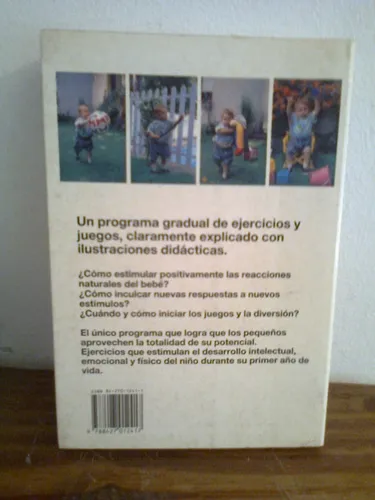 Un programa gradual de ejercicios y
juegos, claramente explicado con
ilustraciones didácticas.
¿Cómo estimular positivamente las reacciones
naturales del bebé?
¿Cómo inculcar nuevas respuestas a nuevos
estímulos?
¿Cuándo y cómo iniciar los juegos y la diversión?
El único programa que logra que los pequeños
aprovechen la totalidad de su potencial.
Ejercicios que estimulan el desarrollo intelectual,
emocional y físico del niño durante su primer año de
vida.